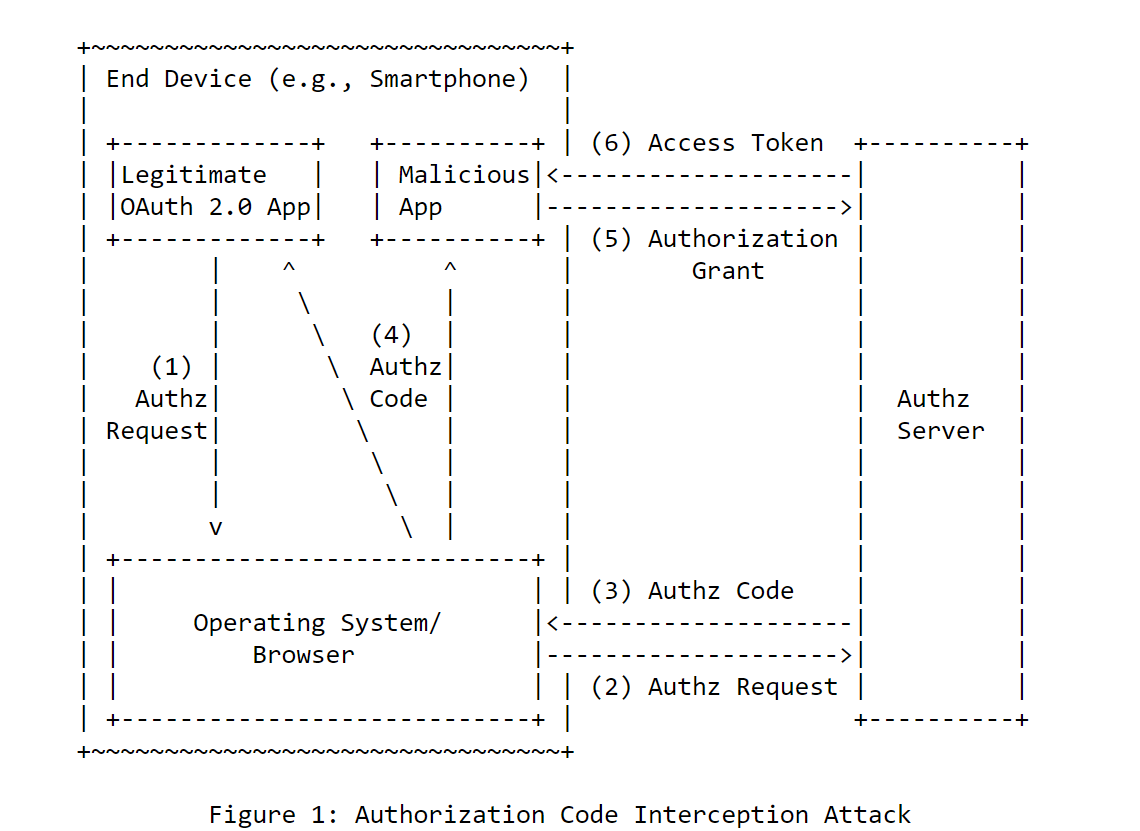 End Device (e.g., Smartphone)
(6) Access Token
Legitimate
OAuth 2.0 App
Malicious
App
(5) Authorization
Grant
(4)
Authz
Code
(1)
Authz
Request
Authz
Server
(3) Authz Code
Operating System/
Browser
(2) Authz Request
Figure 1: Authorization Code Interception Attack